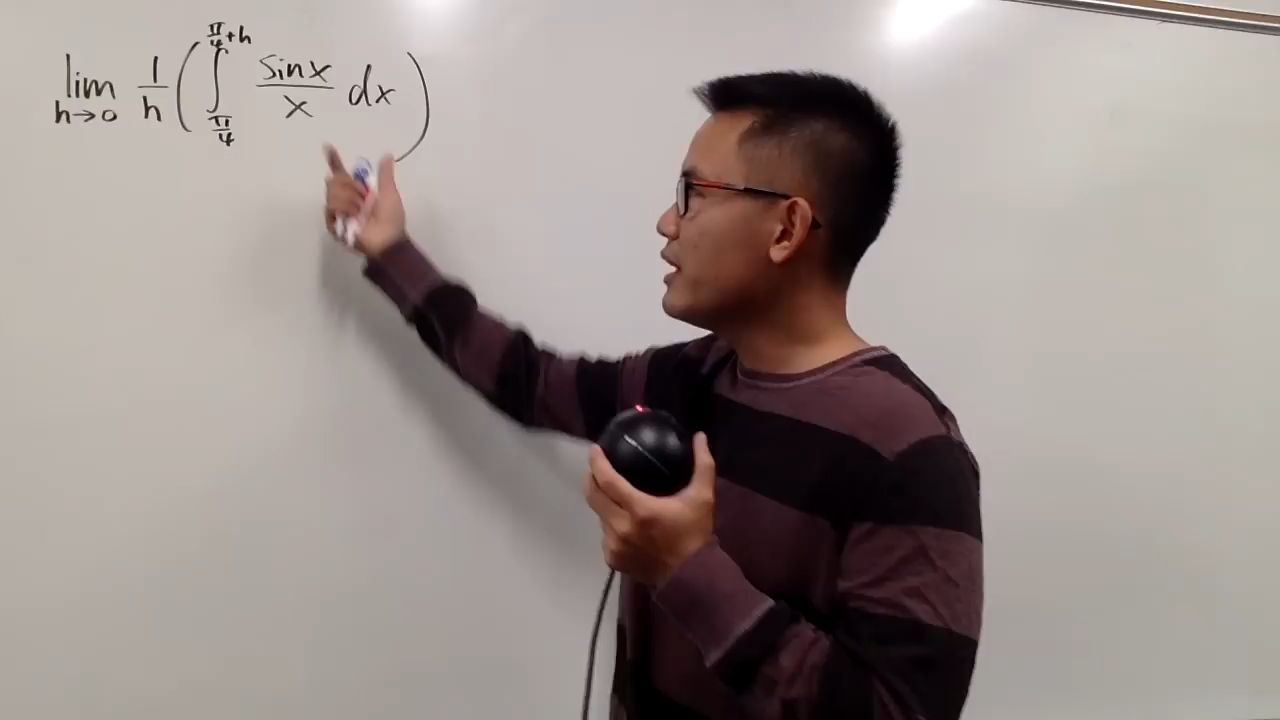 lim h→0 1/h ( ∫ π/4 π/4+h sinx/x dx )